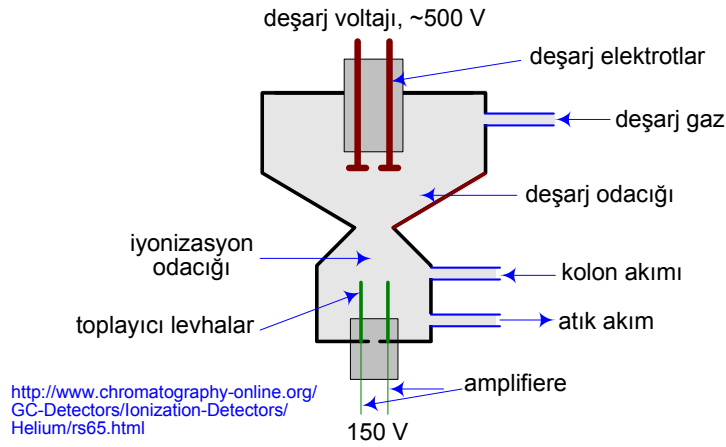 deşarj voltajı, ~500 V
deşarj elektrotlar
deşarj gaz
deşarj odacığı
iyonizasyon
odacığı
kolon akımı
toplayıcı levhalar
atık akım
amplifiere
http://www.chromatography-online.org/
GC-Detectors/Ionization-Detectors/
Helium/rs65.html
150 V